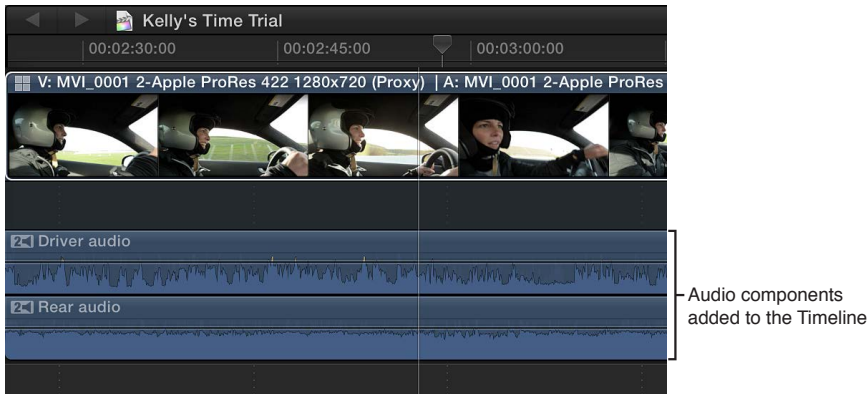 Kelly's Time Trial
00:02:30:00 00:02:45:00 00:03:00:00
V: MVI_0001 2-Apple ProRes 422 1280x720 (Proxy) | A: MVI_0001 2-Apple ProRes
2 Driver audio
2 Rear audio
Audio components
added to the Timeline